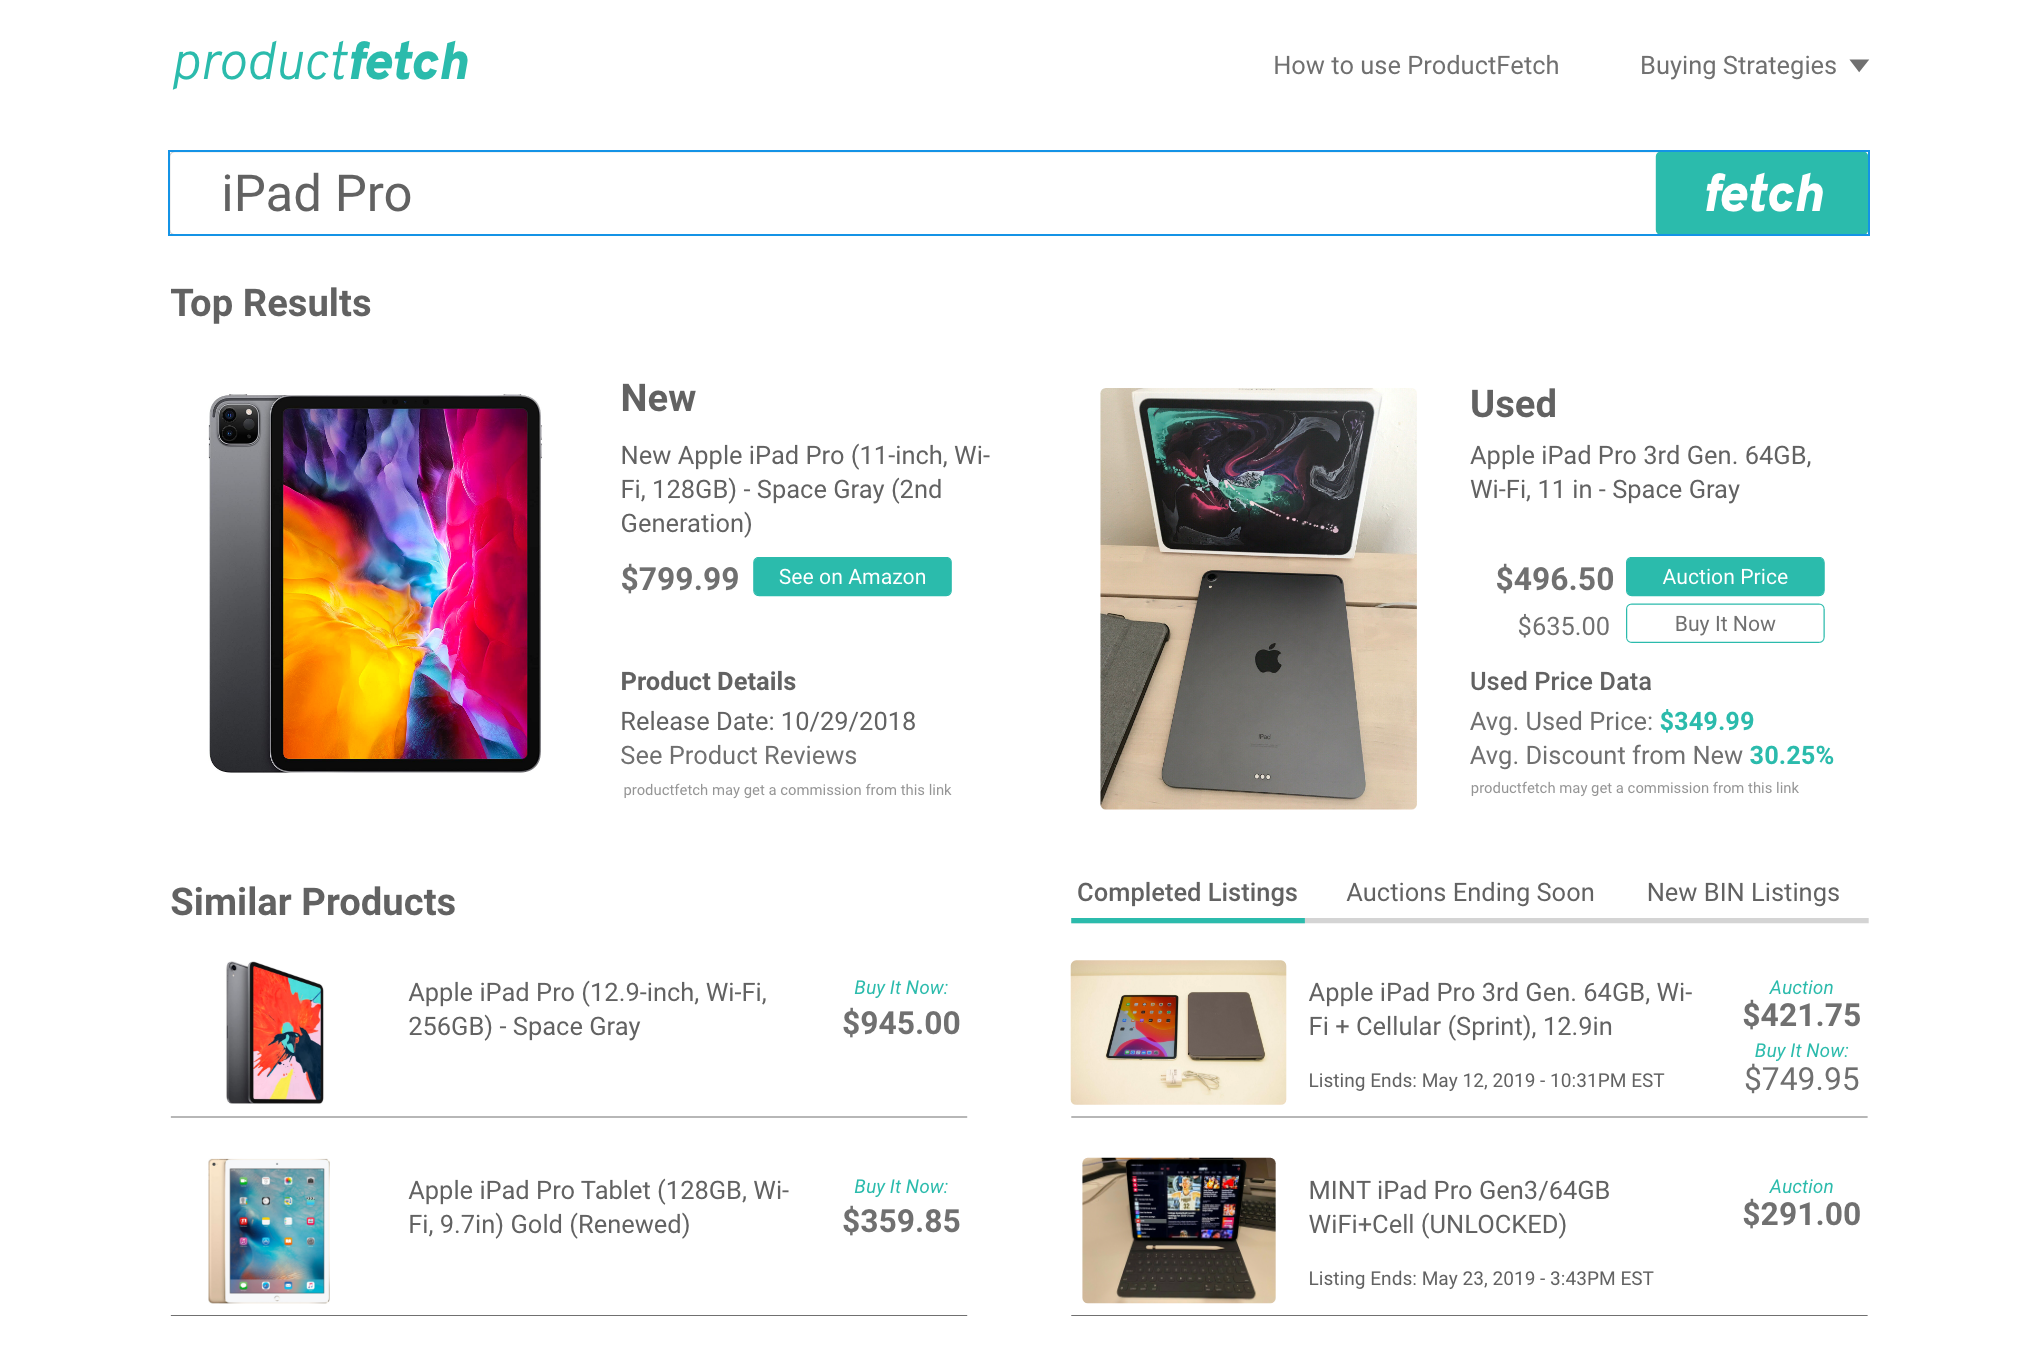 productfetch
How to use ProductFetch
Buying Strategies
iPad Pro
fetch
Top Results
New
New Apple iPad Pro (11-inch, Wi-
Fi, 128GB) - Space Gray (2nd
Generation)
$799.99
See on Amazon
Product Details
Release Date: 10/29/2018
See Product Reviews
productfetch may get a commission from this link
Used
Apple iPad Pro 3rd Gen. 64GB,
Wi-Fi, 11 in - Space Gray
$496.50
Auction Price
$635.00
Buy It Now
Used Price Data
Avg. Used Price: $349.99
Avg. Discount from New 30.25%
productfetch may get a commission from this link
Similar Products
Apple iPad Pro (12.9-inch, Wi-Fi,
256GB) - Space Gray
Buy It Now:
$945.00
Apple iPad Pro Tablet (128GB, Wi-
Fi, 9.7in) Gold (Renewed)
Buy It Now:
$359.85
Completed Listings
Auctions Ending Soon
New BIN Listings
Apple iPad Pro 3rd Gen. 64GB, Wi-
Fi + Cellular (Sprint), 12.9in
Listing Ends: May 12, 2019 - 10:31PM EST
Auction
$421.75
Buy It Now:
$749.95
MINT iPad Pro Gen3/64GB
WiFi+Cell (UNLOCKED)
Listing Ends: May 23, 2019 - 3:43PM EST
Auction
$291.00
iPad